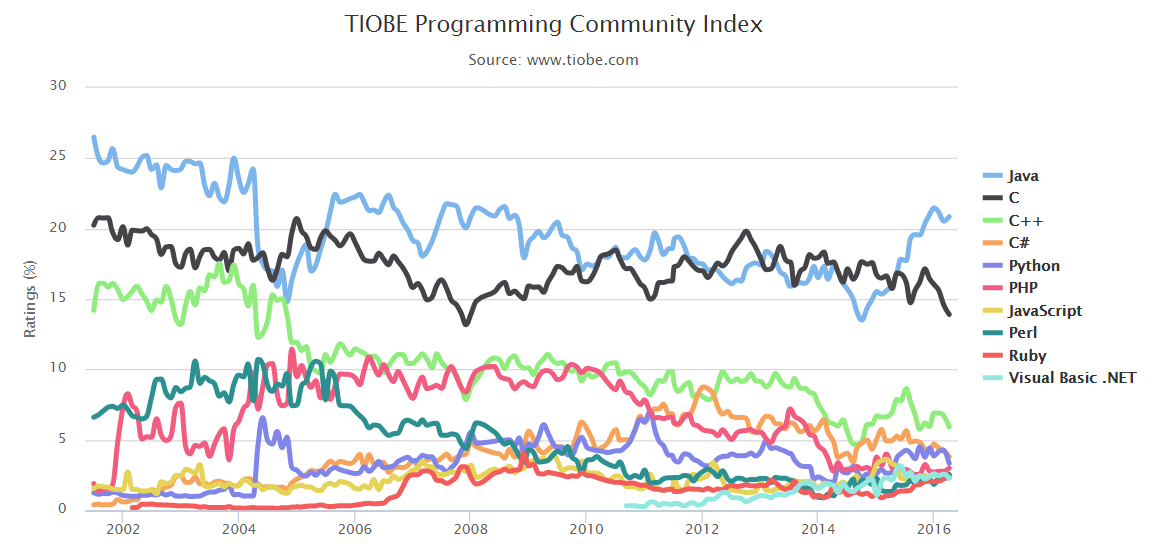 TIOBE Programming Community Index
Source: www.tiobe.com
Ratings (%)
30
25
20
15
10
5
0
2002 2004 2006 2008 2010 2012 2014 2016
Java
C
C++
C#
Python
PHP
JavaScript
Perl
Ruby
Visual Basic .NET